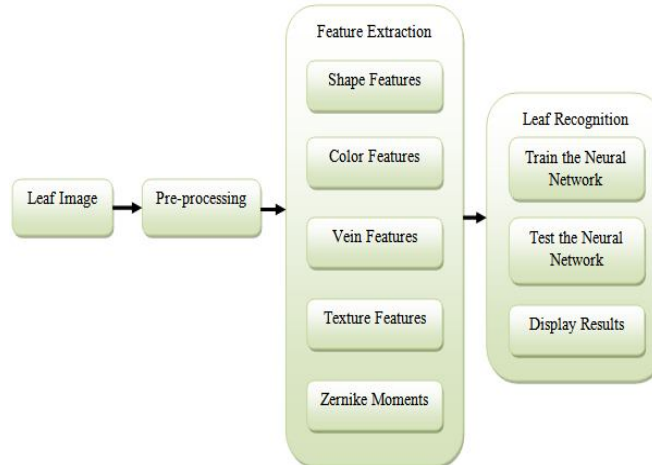 Leaf Image
Pre-processing
Feature Extraction
Shape Features
Color Features
Vein Features
Texture Features
Zernike Moments
Leaf Recognition
Train the Neural
Network
Test the Neural
Network
Display Results